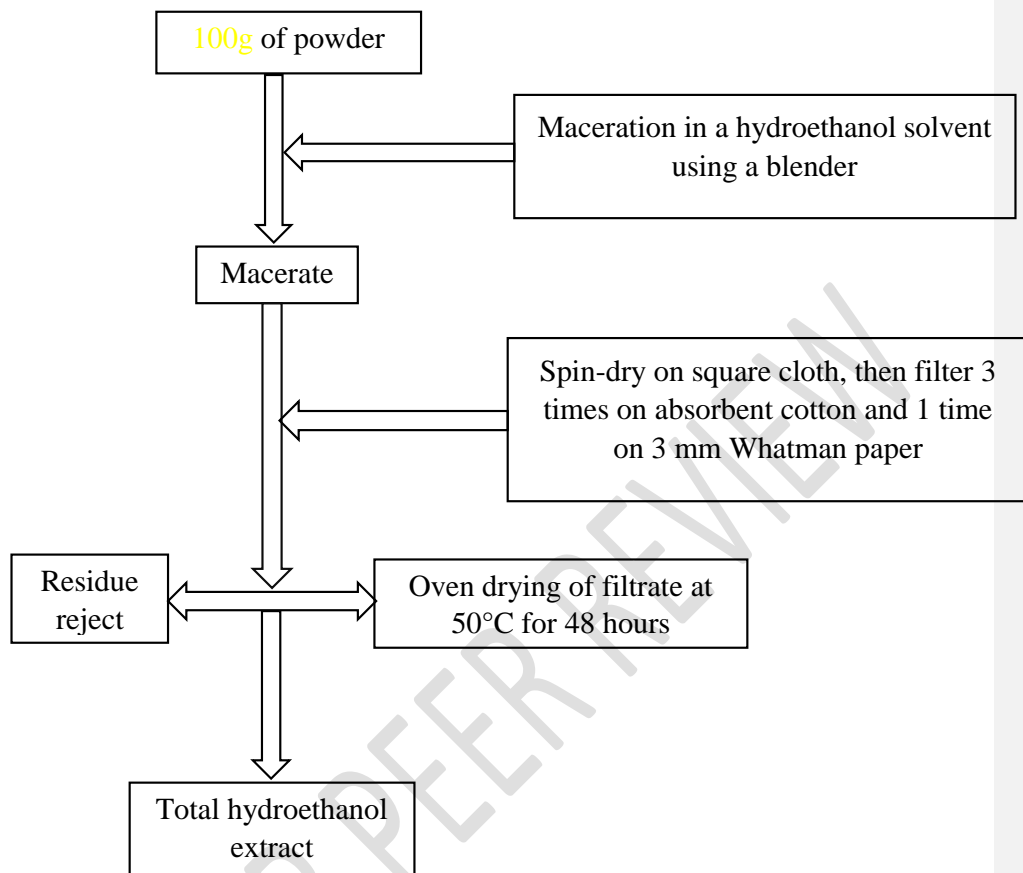 100g of powder
Maceration in a hydroethanol solvent
using a blender
Macerate
Spin-dry on square cloth, then filter 3
times on absorbent cotton and 1 time
on 3 mm Whatman paper
Residue
reject
Oven drying of filtrate at
50°C for 48 hours
Total hydroethanol
extract
R PEER REVIEW